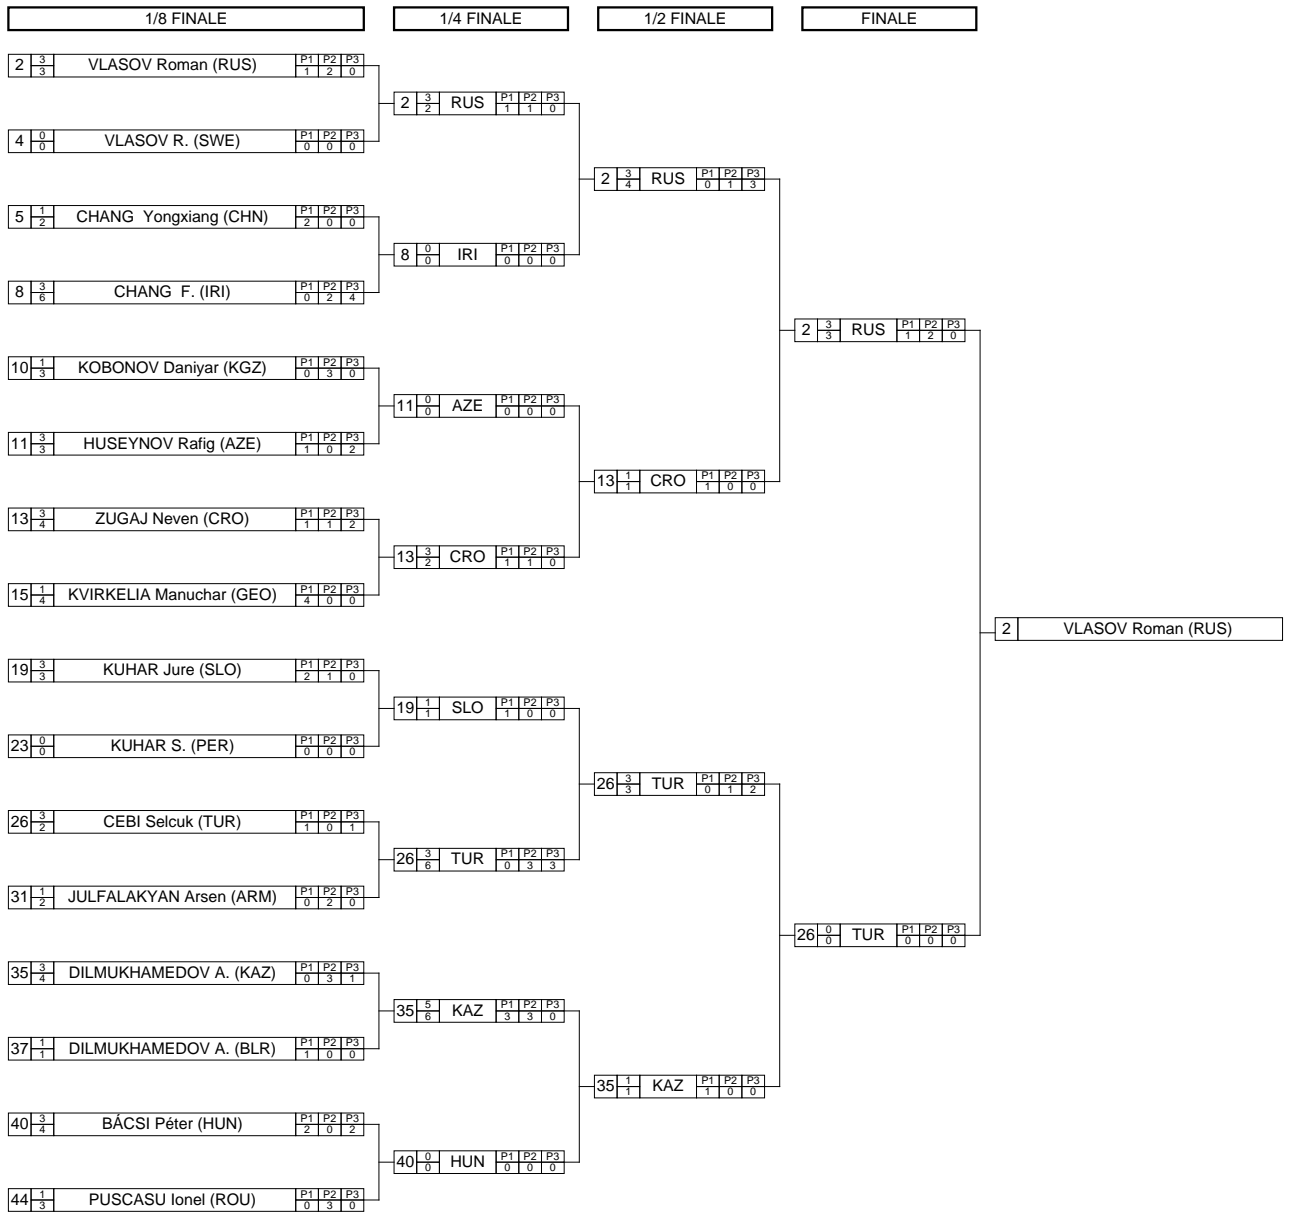 1/8 FINALE 1/4 FINALE 1/2 FINALE FINALE
2 3 3 VLASOV Roman (RUS) P1 P2 P3 1 2 0
2 3 2 RUS P1 P2 P3 1 1 0
4 0 0 VLASOV R. (SWE) P1 P2 P3 0 0 0
2 3 4 RUS P1 P2 P3 0 1 3
5 1 2 CHANG Yongxiang (CHN) P1 P2 P3 2 0 0
8 0 0 IRI P1 P2 P3 0 0 0
8 3 6 CHANG F. (IRI) P1 P2 P3 0 2 4
2 3 3 RUS P1 P2 P3 1 2 0
10 1 3 KOBONOV Daniyar (KGZ) P1 P2 P3 0 3 0
11 0 0 AZE P1 P2 P3 0 0 0
11 3 3 HUSEYNOV Rafig (AZE) P1 P2 P3 1 0 2
13 1 1 CRO P1 P2 P3 1 0 0
13 3 4 ZUGAJ Neven (CRO) P1 P2 P3 1 1 2
13 3 2 CRO P1 P2 P3 1 1 0
15 1 4 KVIRKELIA Manuchar (GEO) P1 P2 P3 4 0 0
2 VLASOV Roman (RUS)
19 3 3 KUHAR Jure (SLO) P1 P2 P3 2 1 0
19 1 1 SLO P1 P2 P3 1 0 0
23 0 0 KUHAR S. (PER) P1 P2 P3 0 0 0
26 3 3 TUR P1 P2 P3 0 1 2
26 3 2 CEBI Selcuk (TUR) P1 P2 P3 1 0 1
26 3 6 TUR P1 P2 P3 0 3 3
31 1 2 JULFALAKYAN Arsen (ARM) P1 P2 P3 0 2 0
26 0 0 TUR P1 P2 P3 0 0 0
35 3 4 DILMUKHAMEDOV A. (KAZ) P1 P2 P3 0 3 1
35 5 6 KAZ P1 P2 P3 3 3 0
37 1 1 DILMUKHAMEDOV A. (BLR) P1 P2 P3 1 0 0
35 1 1 KAZ P1 P2 P3 1 0 0
40 3 4 BÁCSI Péter (HUN) P1 P2 P3 2 0 2
40 0 0 HUN P1 P2 P3 0 0 0
44 1 3 PUSCASU Ionel (ROU) P1 P2 P3 0 3 0